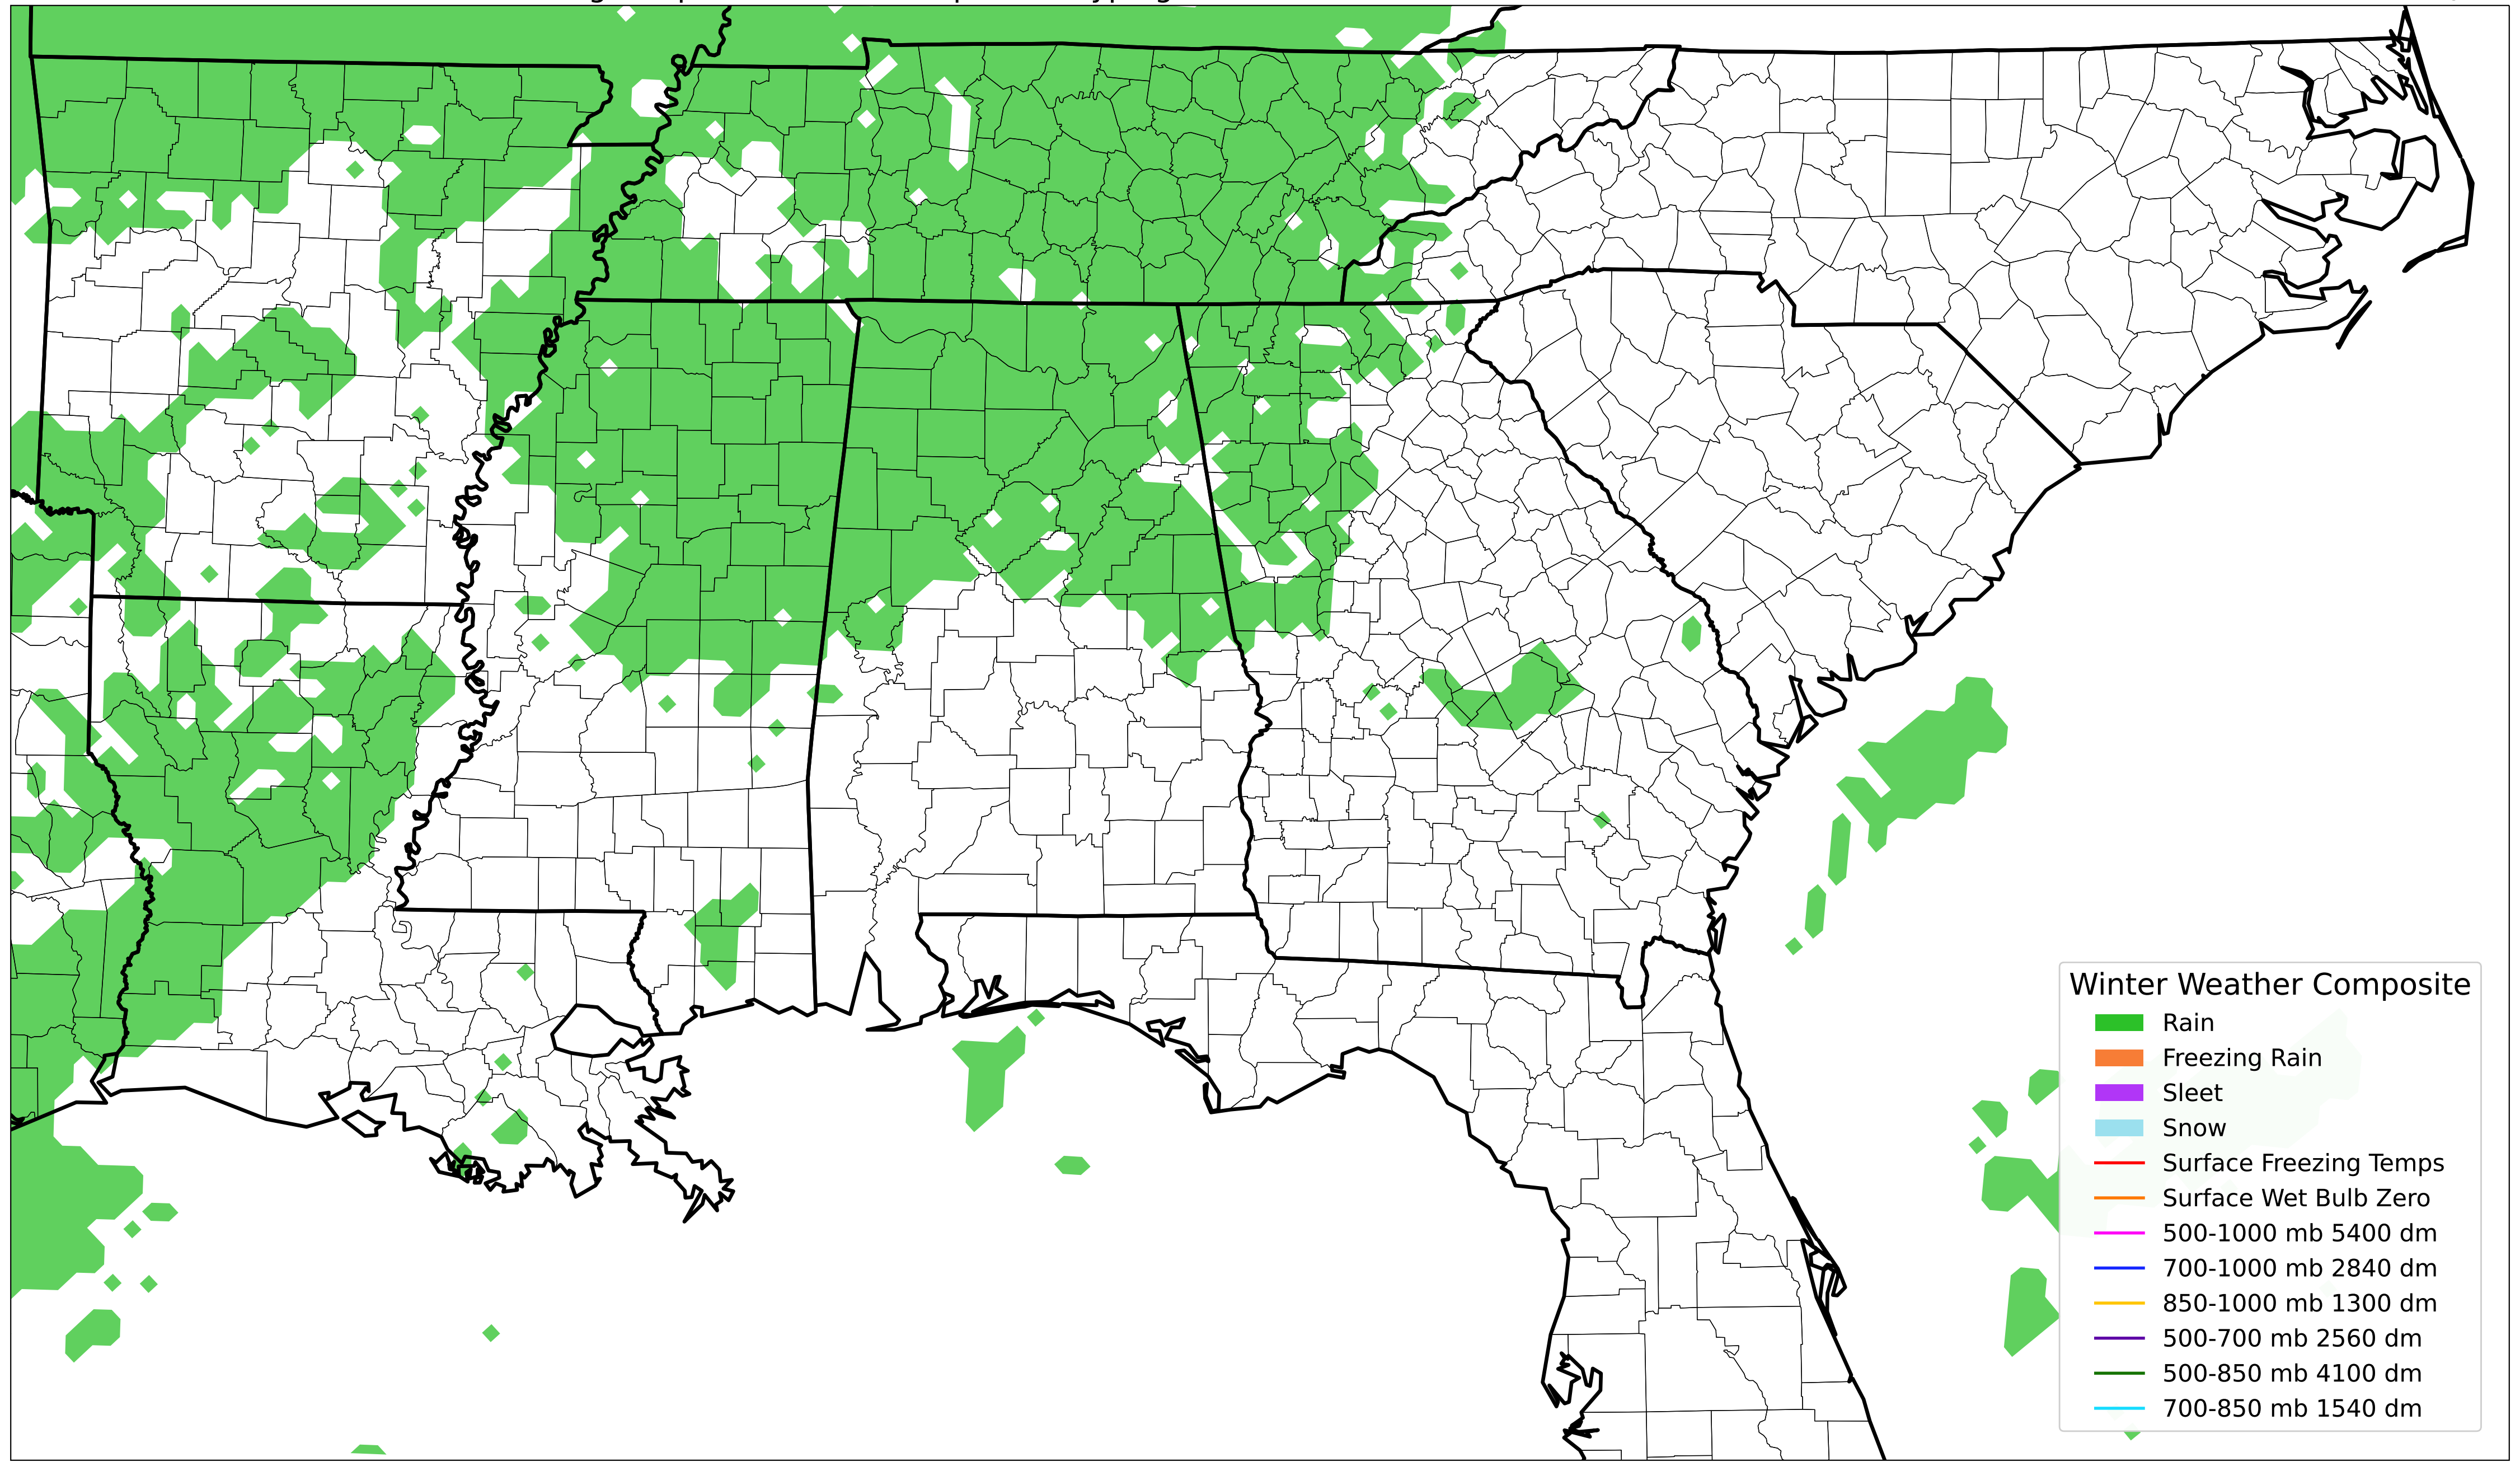 Winter Weather Composite
Rain
Freezing Rain
Sleet
Snow
Surface Freezing Temps
Surface Wet Bulb Zero
500-1000 mb 5400 dm
700-1000 mb 2840 dm
850-1000 mb 1300 dm
500-700 mb 2560 dm
500-850 mb 4100 dm
700-850 mb 1540 dm